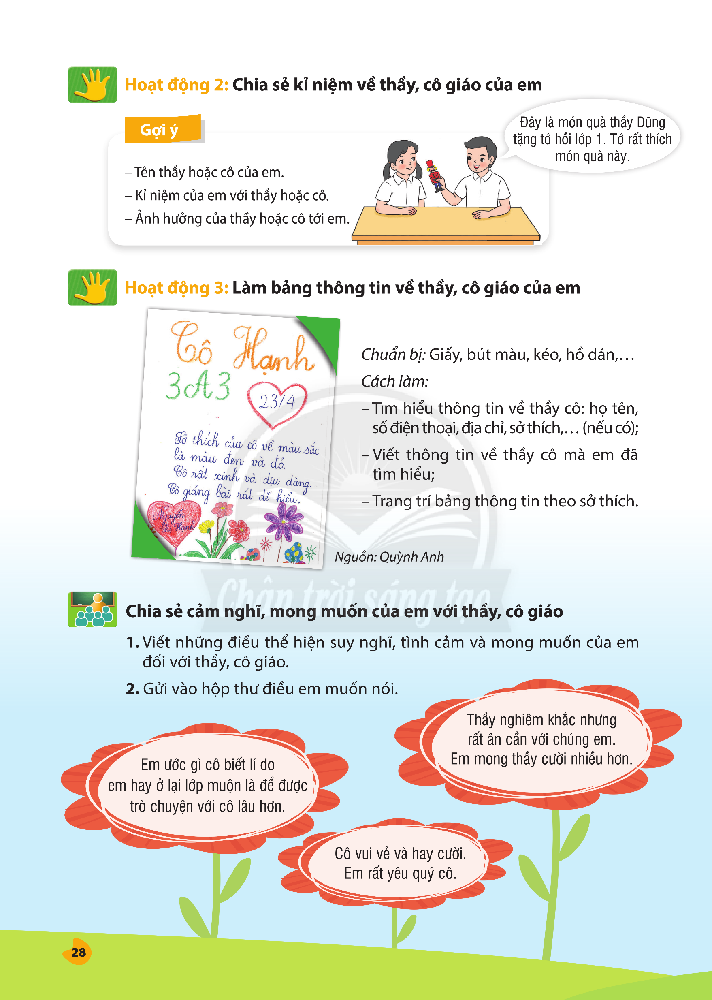 Hoạt động 2: Chia sẻ kỉ niệm về thầy, cô giáo của em
Gợi ý
– Tên thầy hoặc cô của em.
– Kỉ niệm của em với thầy hoặc cô.
– Ảnh hưởng của thầy hoặc cô tới em.
Đây là món quà thầy Dũng
tặng tớ hồi lớp 1. Tớ rất thích
món quà này.
Hoạt động 3: Làm bảng thông tin về thầy, cô giáo của em
Cô Hạnh
3A3
23/4
Sở thích của cô về màu sắc
là màu đen và đỏ.
Cô rất xinh và dịu dàng.
Cô giảng bài rất dễ hiểu.
Nguyễn
Thị Hạnh
Chuẩn bị: Giấy, bút màu, kéo, hồ dán,...
Cách làm:
– Tìm hiểu thông tin về thầy cô: họ tên,
số điện thoại, địa chỉ, sở thích,... (nếu có);
– Viết thông tin về thầy cô mà em đã
tìm hiểu;
– Trang trí bảng thông tin theo sở thích.
Nguồn: Quỳnh Anh
Chân trời sáng tạo
Chia sẻ cảm nghĩ, mong muốn của em với thầy, cô giáo
1. Viết những điều thể hiện suy nghĩ, tình cảm và mong muốn của em
đối với thầy, cô giáo.
2. Gửi vào hộp thư điều em muốn nói.
Thầy nghiêm khắc nhưng
rất ân cần với chúng em.
Em mong thầy cười nhiều hơn.
Em ước gì cô biết lí do
em hay ở lại lớp muộn là để được
trò chuyện với cô lâu hơn.
Cô vui vẻ và hay cười.
Em rất yêu quý cô.
28